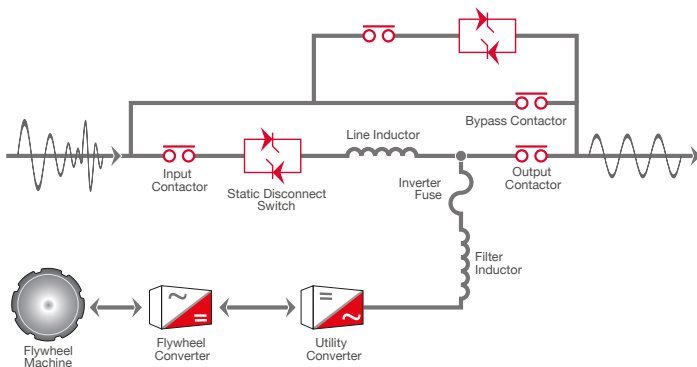 Bypass Contactor
Line Inductor
Input
Contactor
Static Disconnect
Switch
Inverter
Fuse
Output
Contactor
Filter
Inductor
Flywheel
Machine
Flywheel
Converter
Utility
Converter